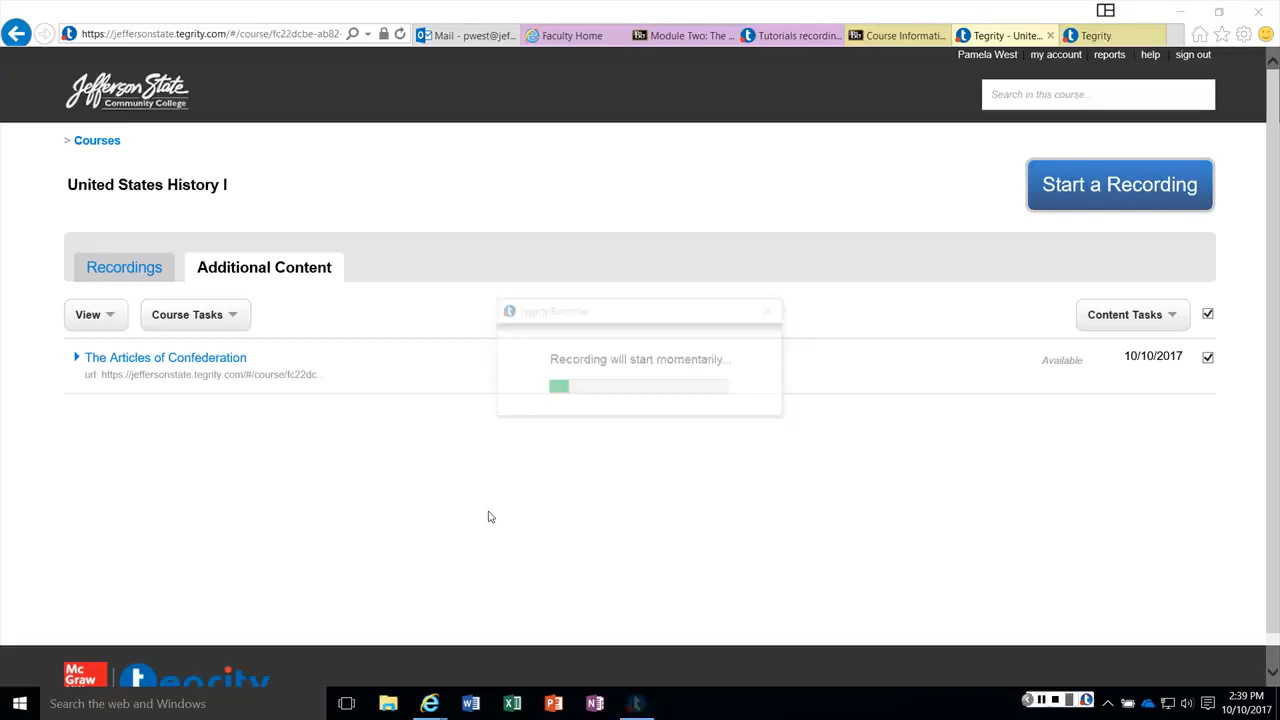 https://jeffersonstate.tegrity.com/#/course/fc22dcbe-ab82-
Mail - pwest@jef...
Faculty Home
Bb Module Two: The ...
Tutorials recordin...
Bb Course Informati...
Tegrity - Unite...
Tegrity
Pamela West my account reports help sign out
Jefferson State
Community College
Search in this course...
> Courses
United States History I
Start a Recording
Recordings
Additional Content
View
Course Tasks
Content Tasks
Tegrity Recorder
Recording will start momentarily...
The Articles of Confederation
Available
10/10/2017
url: https://jeffersonstate.tegrity.com/#/course/fc22dc...
Mc
Graw
tegrity
Search the web and Windows
2:39 PM
10/10/2017